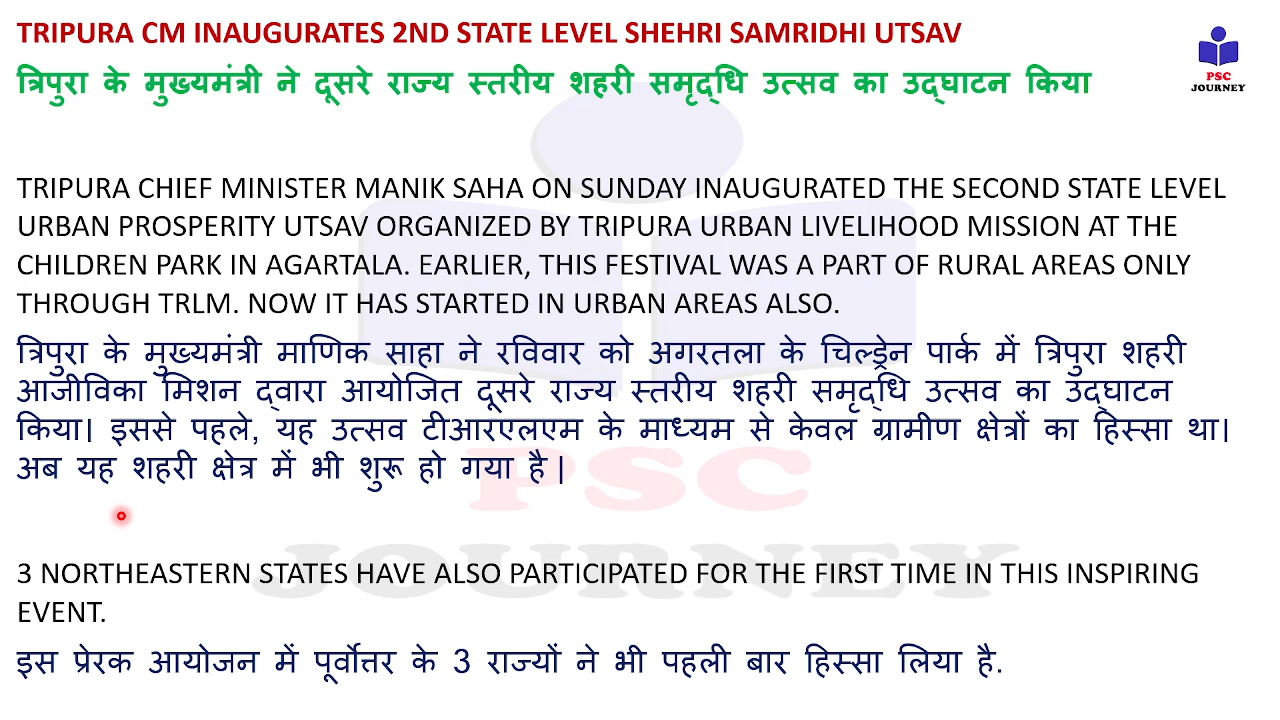 TRIPURA CM INAUGURATES 2ND STATE LEVEL SHEHRI SAMRIDHI UTSAV
त्रिपुरा के मुख्यमंत्री ने दूसरे राज्य स्तरीय शहरी समृद्धि उत्सव का उद्घाटन किया
PSC
JOURNEY
TRIPURA CHIEF MINISTER MANIK SAHA ON SUNDAY INAUGURATED THE SECOND STATE LEVEL
URBAN PROSPERITY UTSAV ORGANIZED BY TRIPURA URBAN LIVELIHOOD MISSION AT THE
CHILDREN PARK IN AGARTALA. EARLIER, THIS FESTIVAL WAS A PART OF RURAL AREAS ONLY
THROUGH TRLM. NOW IT HAS STARTED IN URBAN AREAS ALSO.
त्रिपुरा के मुख्यमंत्री माणिक साहा ने रविवार को अगरतला के चिल्ड्रेन पार्क में त्रिपुरा शहरी
आजीविका मिशन द्वारा आयोजित दूसरे राज्य स्तरीय शहरी समृद्धि उत्सव का उद्घाटन
किया। इससे पहले, यह उत्सव टीआरएलएम के माध्यम से केवल ग्रामीण क्षेत्रों का हिस्सा था।
अब यह शहरी क्षेत्र में भी शुरू हो गया है |
PSC
JOURNEY
3 NORTHEASTERN STATES HAVE ALSO PARTICIPATED FOR THE FIRST TIME IN THIS INSPIRING
EVENT.
इस प्रेरक आयोजन में पूर्वोत्तर के 3 राज्यों ने भी पहली बार हिस्सा लिया है.